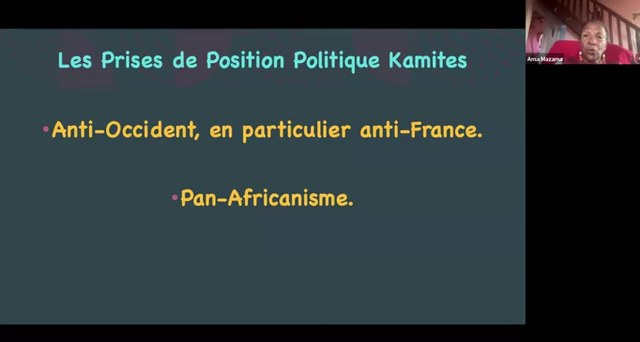 Les Prises de Position Politique Kamites
•Anti-Occident, en particulier anti-France.
•Pan-Africanisme.
Ama Mazama